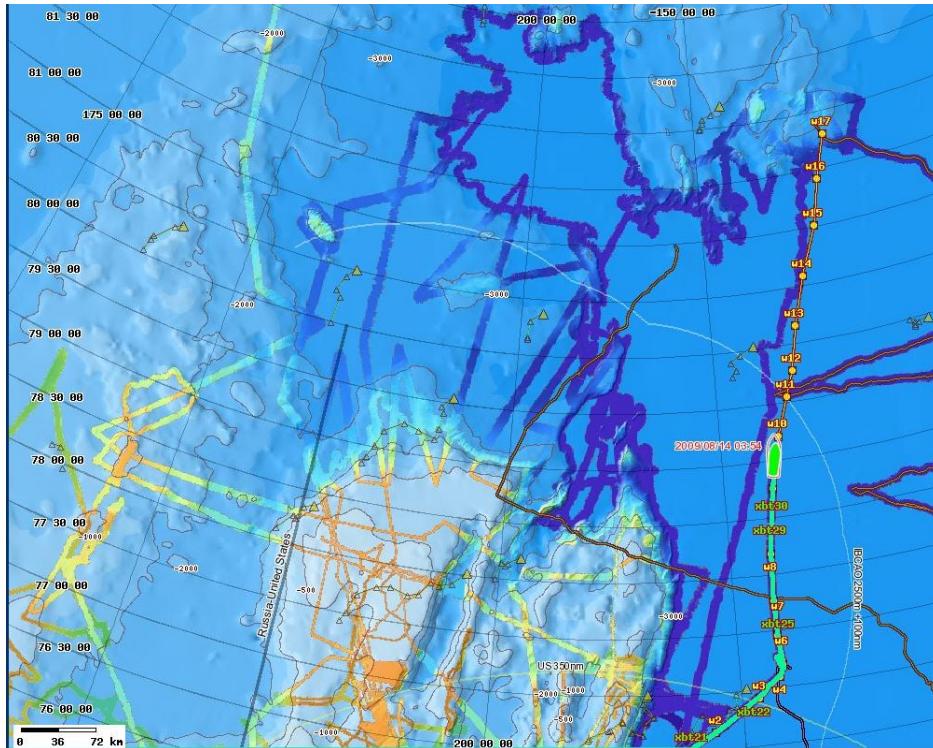 81 30 00
200 00 00
-150 00 00
-2000
-3000
81 00 00
-3000
175 00 00
w17
80 30 00
w16
80 00 00
w15
79 30 00
w14
-3000
-2000
w13
79 00 00
w12
78 30 00
w11
w10
2009/08/14 03:54
78 00 00
xbt30
77 30 00
xbt29
-1000
Russia-United States
IBCAO 2500m + 100nm
w8
-2000
77 00 00
-500
w7
-3000
xbt25
76 30 00
w6
US350nm
w3
w4
-2000
-1000
76 00 00
xbt22
w2
-500
-1000
xbt21
200 00 00
0 36 72 km